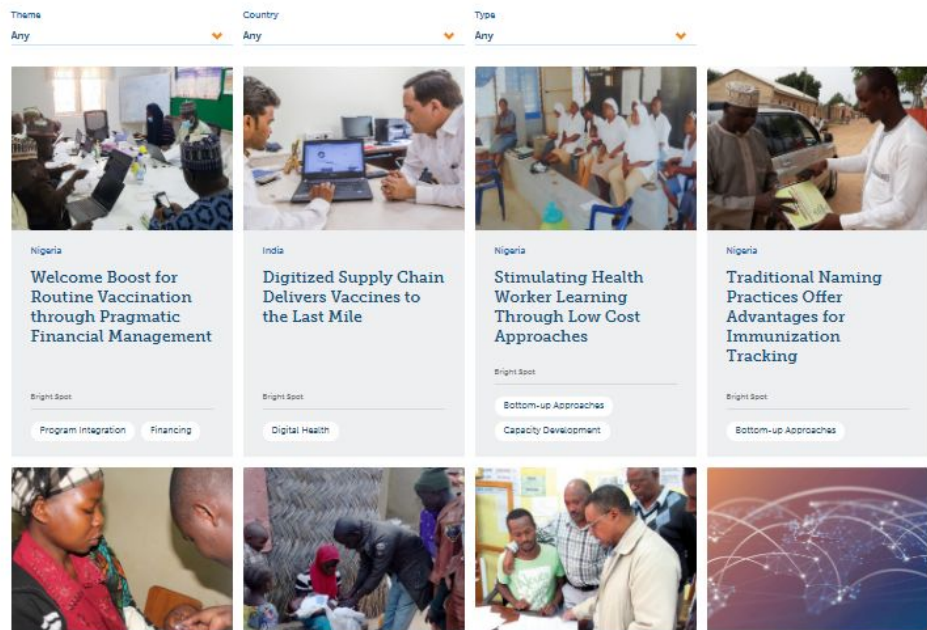 Theme
Any
Country
Any
Type
Any
Nigeria
Welcome Boost for
Routine Vaccination
through Pragmatic
Financial Management
Bright Spot
Program Integration
Financing
India
Digitized Supply Chain
Delivers Vaccines to
the Last Mile
Bright Spot
Digital Health
Nigeria
Stimulating Health
Worker Learning
Through Low Cost
Approaches
Bright Spot
Bottom-up Approaches
Capacity Development
Nigeria
Traditional Naming
Practices Offer
Advantages for
Immunization
Tracking
Bright Spot
Bottom-up Approaches